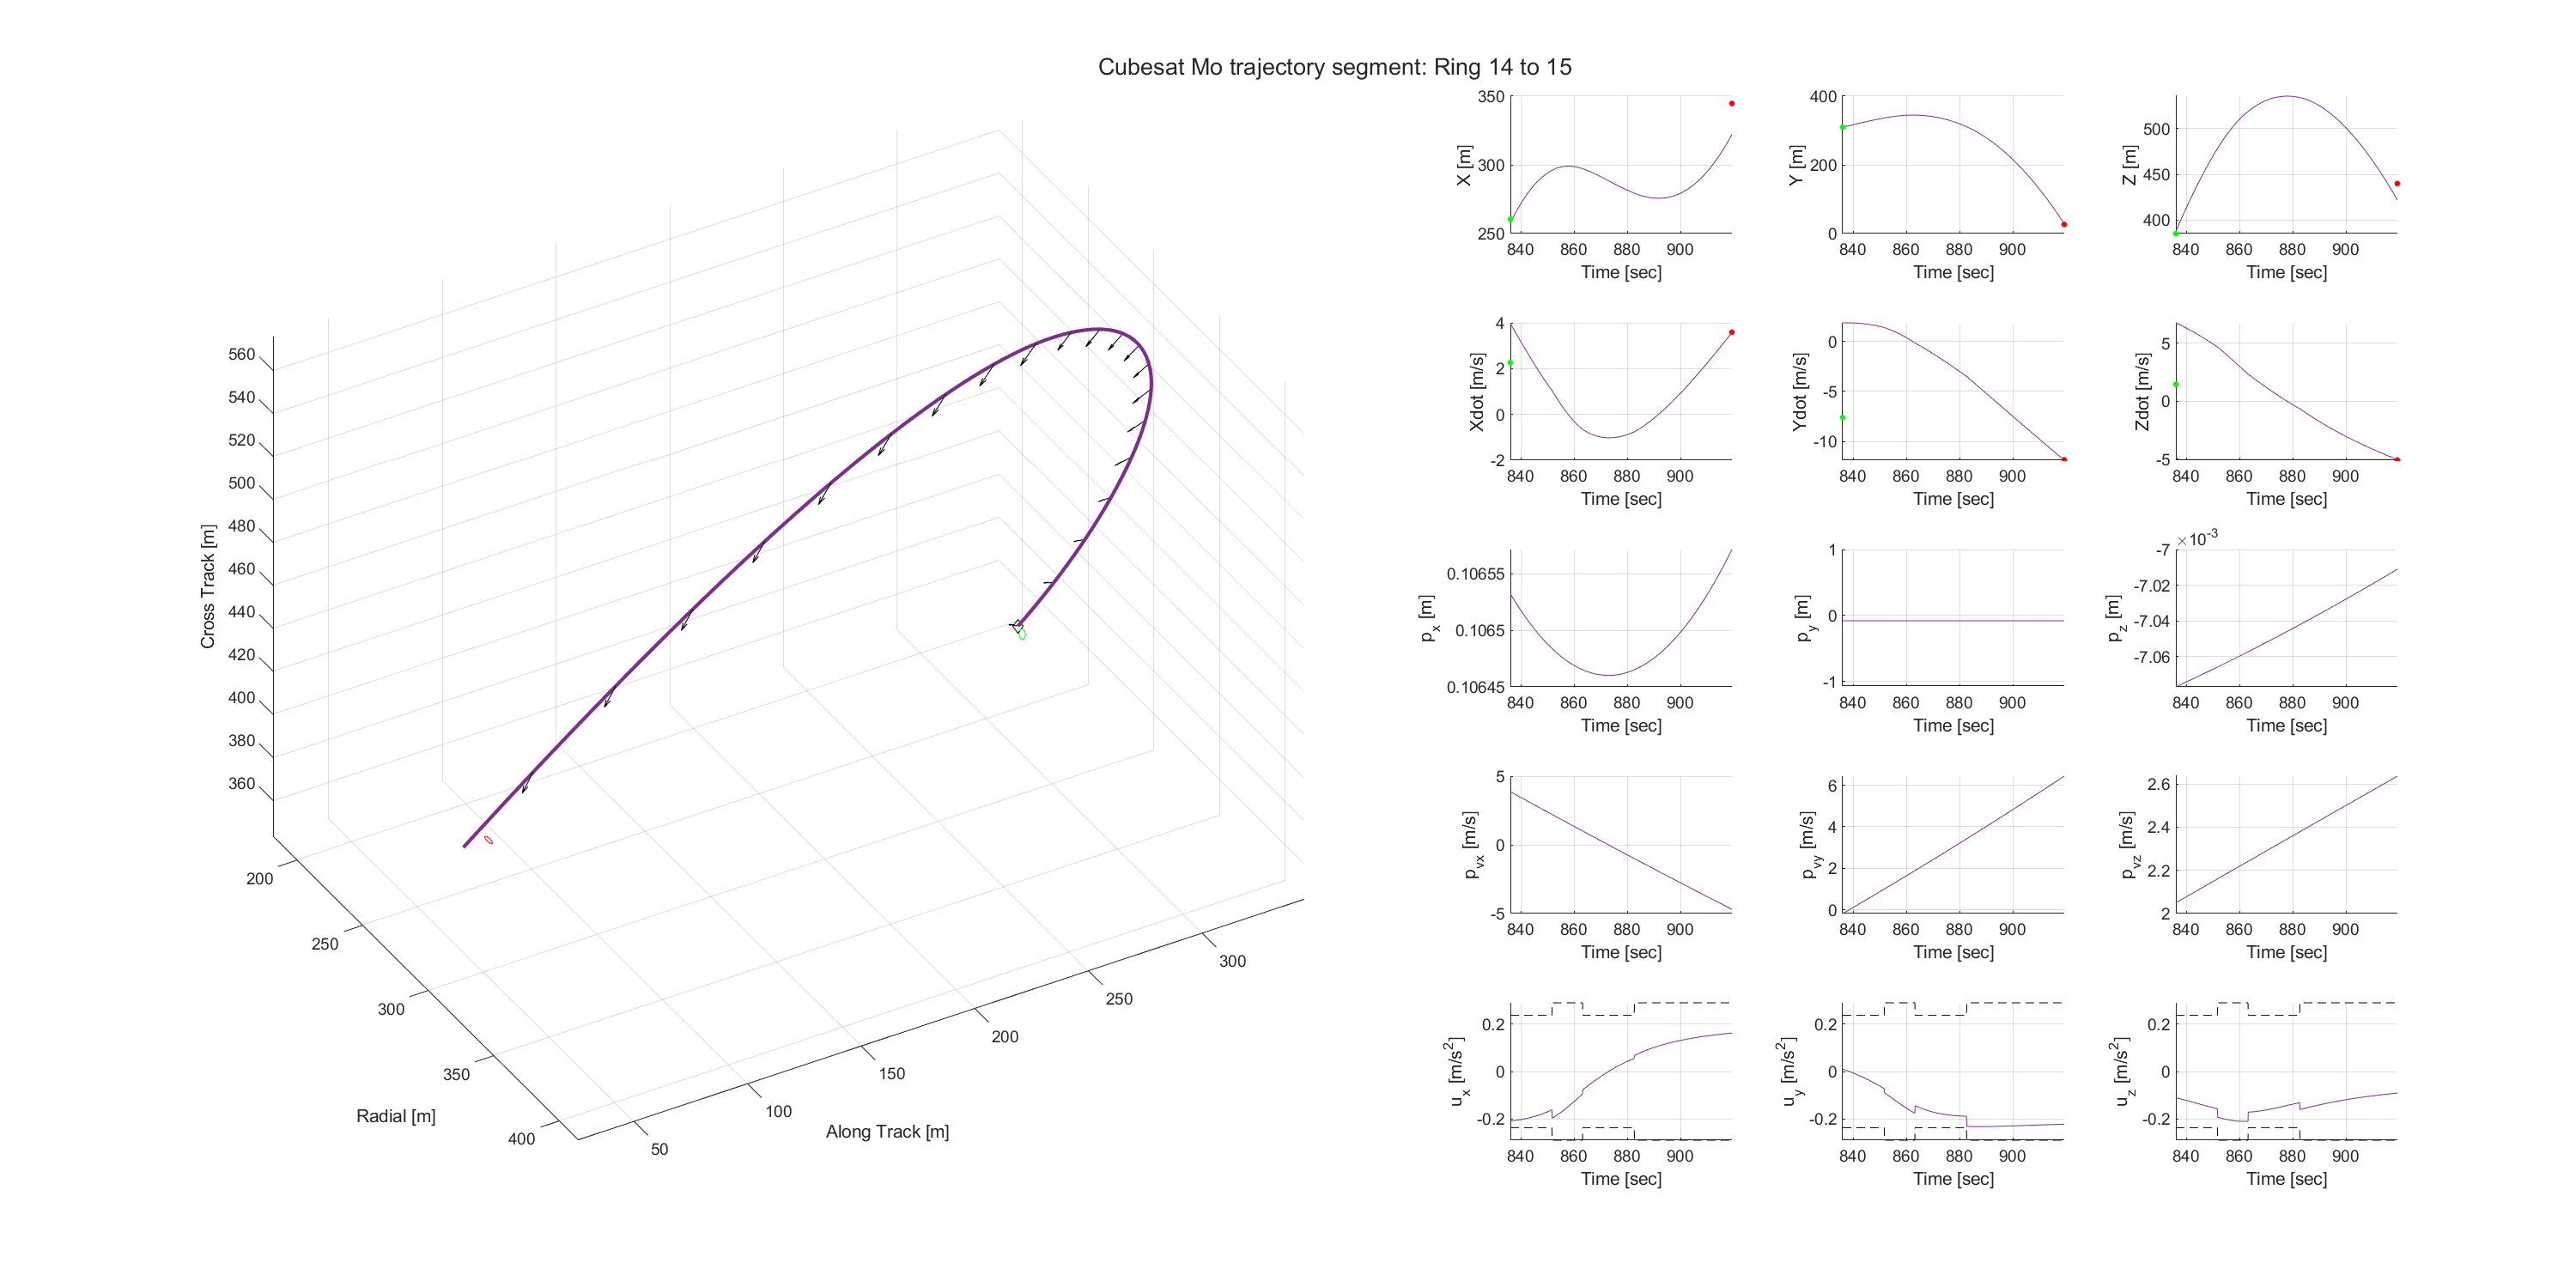 Cubesat Mo trajectory segment: Ring 14 to 15
Cross Track [m]
560
540
520
500
480
460
440
420
400
380
360
200
250
300
350
400
Radial [m]
50
100
150
200
250
300
Along Track [m]
X [m]
350
300
250
840 860 880 900
Time [sec]
Y [m]
400
200
0
840 860 880 900
Time [sec]
Z [m]
500
450
400
840 860 880 900
Time [sec]
Xdot [m/s]
4
2
0
-2
840 860 880 900
Time [sec]
Ydot [m/s]
0
-5
-10
840 860 880 900
Time [sec]
Zdot [m/s]
5
0
-5
840 860 880 900
Time [sec]
p_x [m]
0.10655
0.1065
0.10645
840 860 880 900
Time [sec]
p_y [m]
1
0
-1
840 860 880 900
Time [sec]
p_z [m]
×10^-3
-7
-7.02
-7.04
-7.06
840 860 880 900
Time [sec]
p_vx [m/s]
5
0
-5
840 860 880 900
Time [sec]
p_vy [m/s]
6
4
2
0
840 860 880 900
Time [sec]
p_vz [m/s]
2.6
2.4
2.2
2
840 860 880 900
Time [sec]
u_x [m/s^2]
0.2
0
-0.2
840 860 880 900
Time [sec]
u_y [m/s^2]
0.2
0
-0.2
840 860 880 900
Time [sec]
u_z [m/s^2]
0.2
0
-0.2
840 860 880 900
Time [sec]